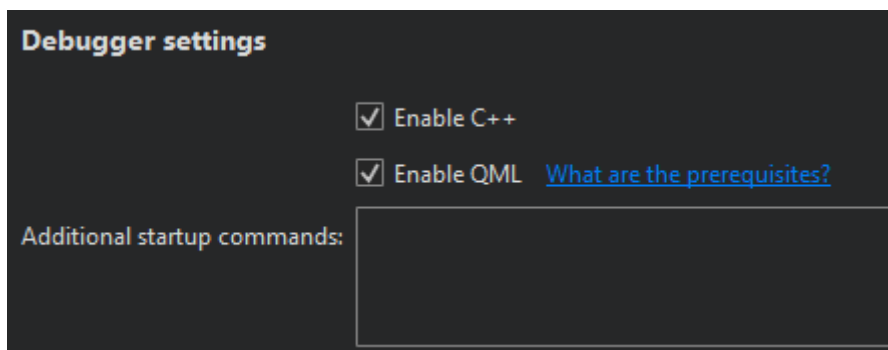 Debugger settings
Enable C++
Enable QML What are the prerequisites?
Additional startup commands: